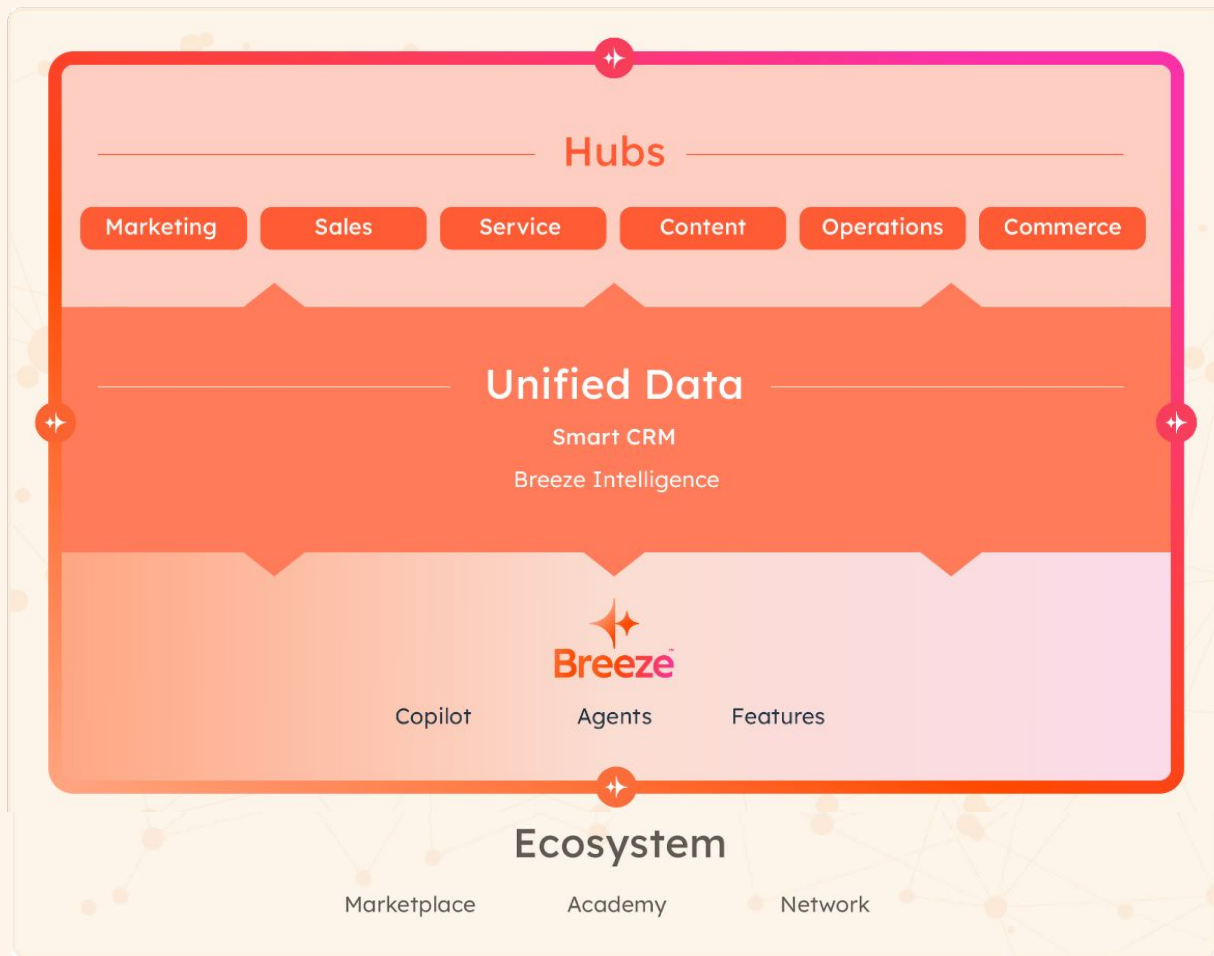 Hubs
Marketing Sales Service Content Operations Commerce
Unified Data
Smart CRM
Breeze Intelligence
Breeze™
Copilot Agents Features
Ecosystem
Marketplace Academy Network